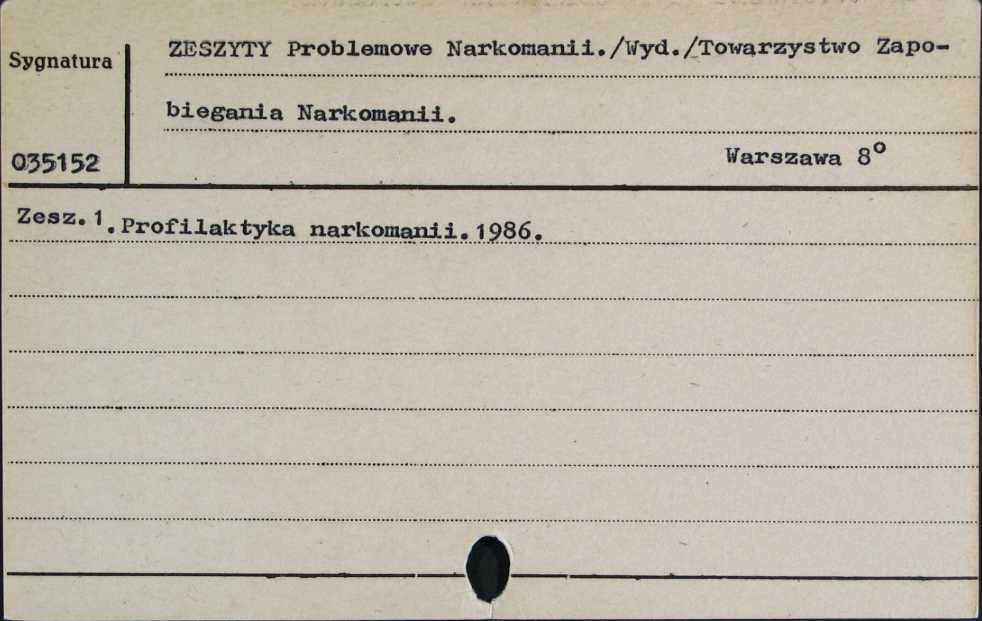 Sygnatura
ZESZYTY Problemowe Narkomanii./Wyd./Towarzystwo Zapo-
biegania Narkomanii.
Warszawa 8°
035152
Zesz.1.Profilaktyka narkomanii.1986.